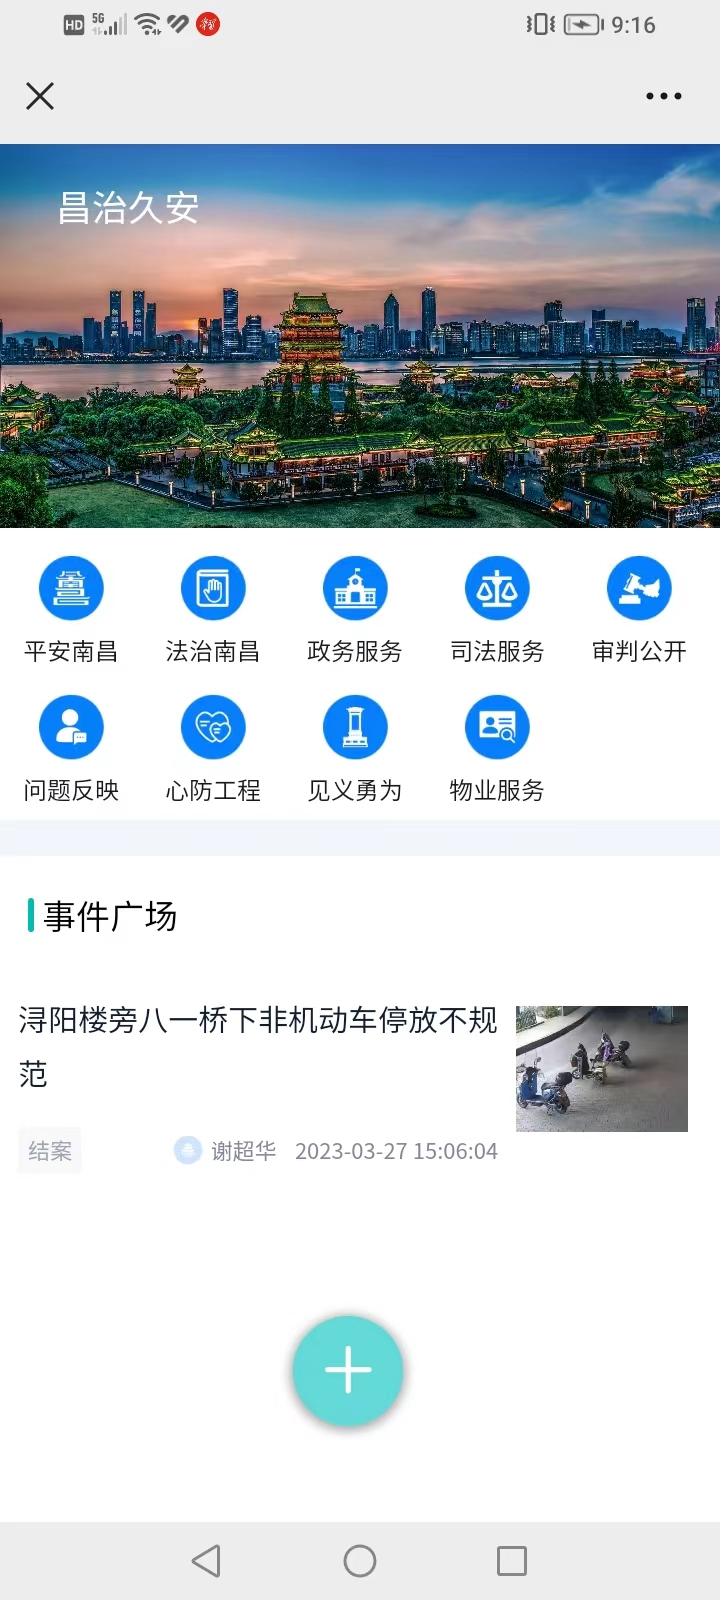 HD 5G 9:16
昌治久安
平安南昌 法治南昌 政务服务 司法服务 审判公开
问题反映 心防工程 见义勇为 物业服务
事件广场
浔阳楼旁八一桥下非机动车停放不规
范
结案 谢超华 2023-03-27 15:06:04